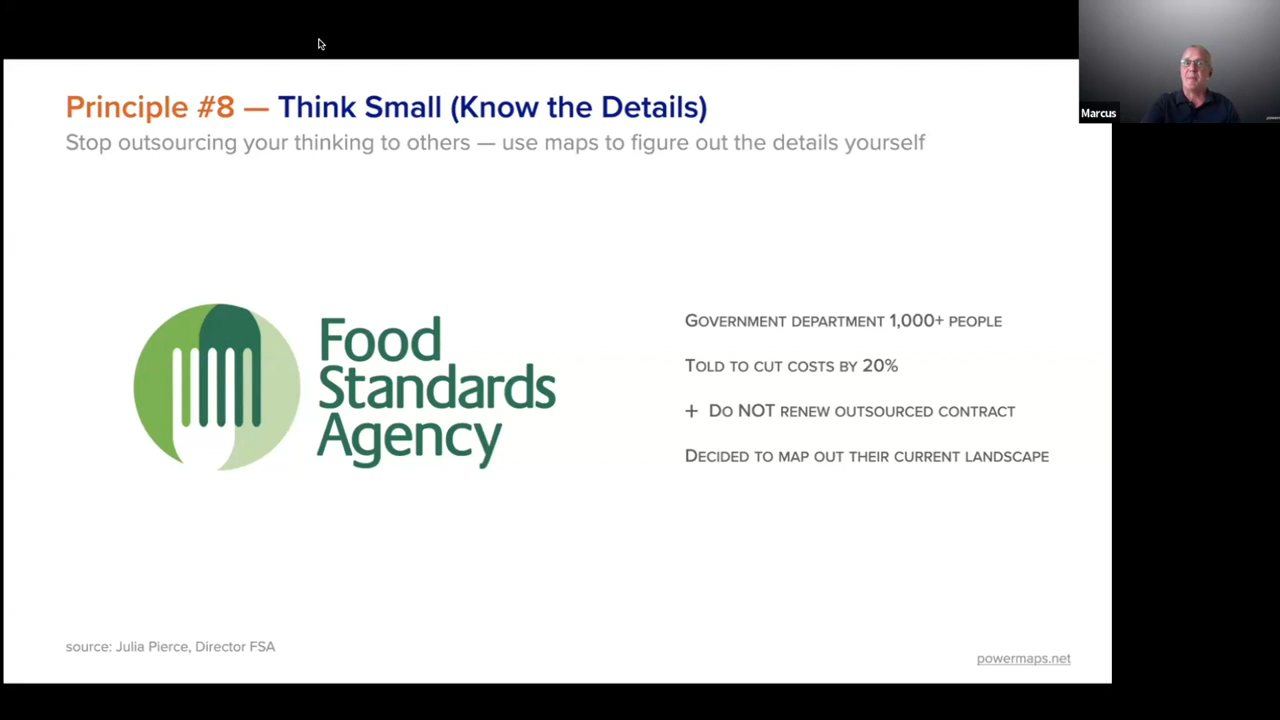 Principle #8 — Think Small (Know the Details)
Stop outsourcing your thinking to others — use maps to figure out the details yourself
Marcus
Food
Standards
Agency
GOVERNMENT DEPARTMENT 1,000+ PEOPLE
TOLD TO CUT COSTS BY 20%
+ DO NOT RENEW OUTSOURCED CONTRACT
DECIDED TO MAP OUT THEIR CURRENT LANDSCAPE
source: Julia Pierce, Director FSA
powermaps.net